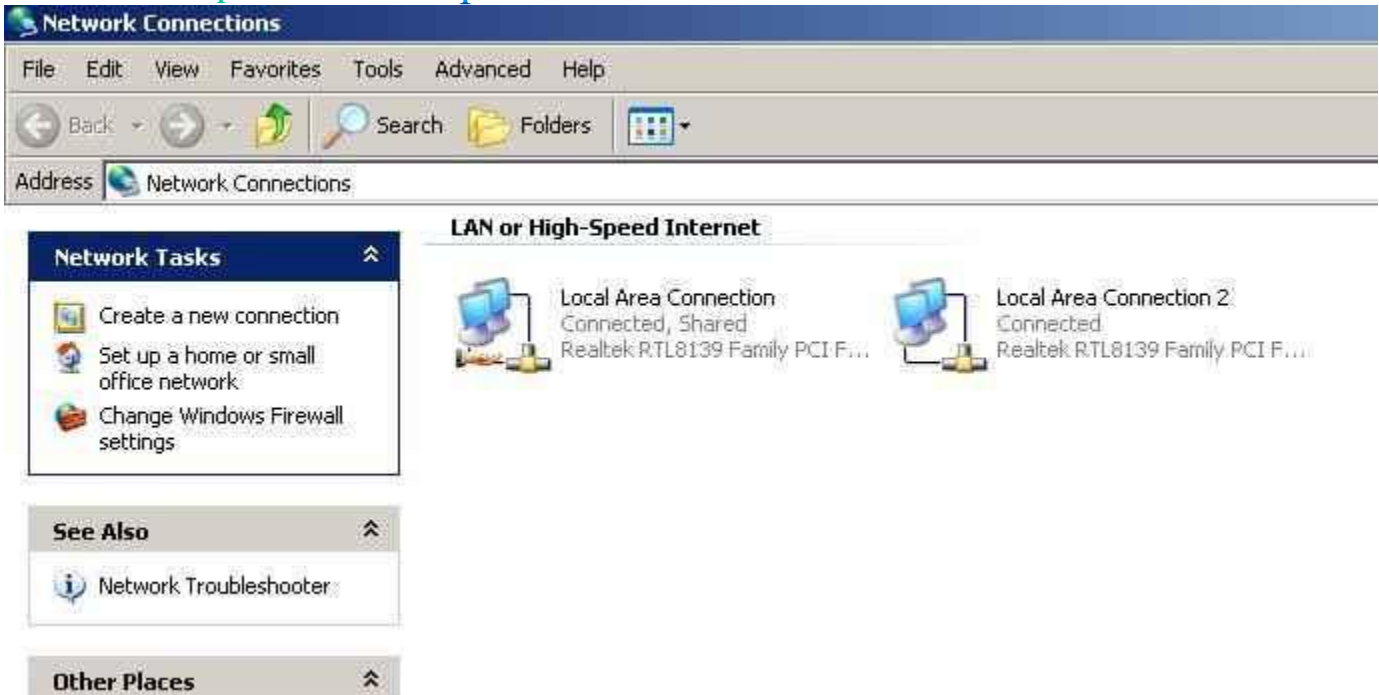 Network Connections
File Edit View Favorites Tools Advanced Help
Back Search Folders
Address Network Connections
Network Tasks
Create a new connection
Set up a home or small
office network
Change Windows Firewall
settings
See Also
Network Troubleshooter
Other Places
LAN or High-Speed Internet
Local Area Connection
Connected, Shared
Realtek RTL8139 Family PCI F...
Local Area Connection 2
Connected
Realtek RTL8139 Family PCI F...